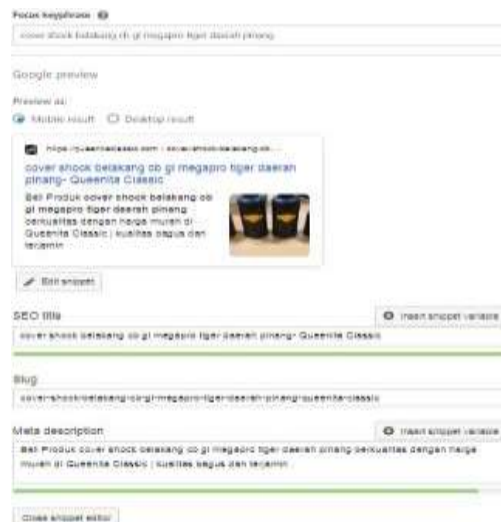 Focus keyphrase
cover shock belakang cb gl megapro tiger daerah pinang
Google preview
Preview as:
Mobile result Desktop result
cover shock belakang cb gl megapro tiger daerah
pinang- Queenita Classic
Beli Produk cover shock belakang cb
gl megapro tiger daerah pinang
berkualitas dengan harga murah di
Queenita Classic | kualitas bagus dan
terjamin
Edit snippet
SEO title
Insert snippet variable
cover shock belakang cb gl megapro tiger daerah pinang- Queenita Classic
Slug
cover-shock-belakang-cb-gl-megapro-tiger-daerah-pinang-queenita-classic
Meta description
Insert snippet variable
Beli Produk cover shock belakang cb gl megapro tiger daerah pinang berkualitas dengan harga
murah di Queenita Classic | kualitas bagus dan terjamin
Close snippet editor